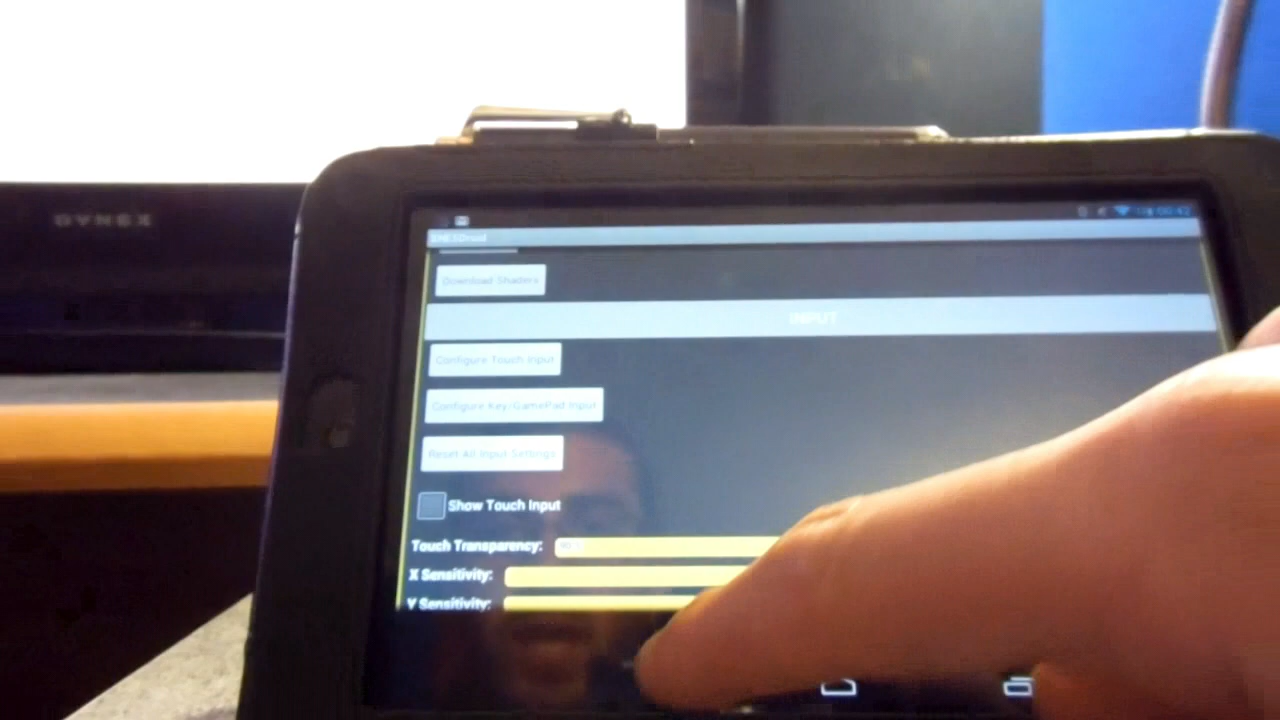 DYNEX
SNESDroid
Download Shaders
INPUT
Configure Touch Input
Configure Key/GamePad Input
Reset All Input Settings
Show Touch Input
Touch Transparency:
X Sensitivity:
Y Sensitivity: